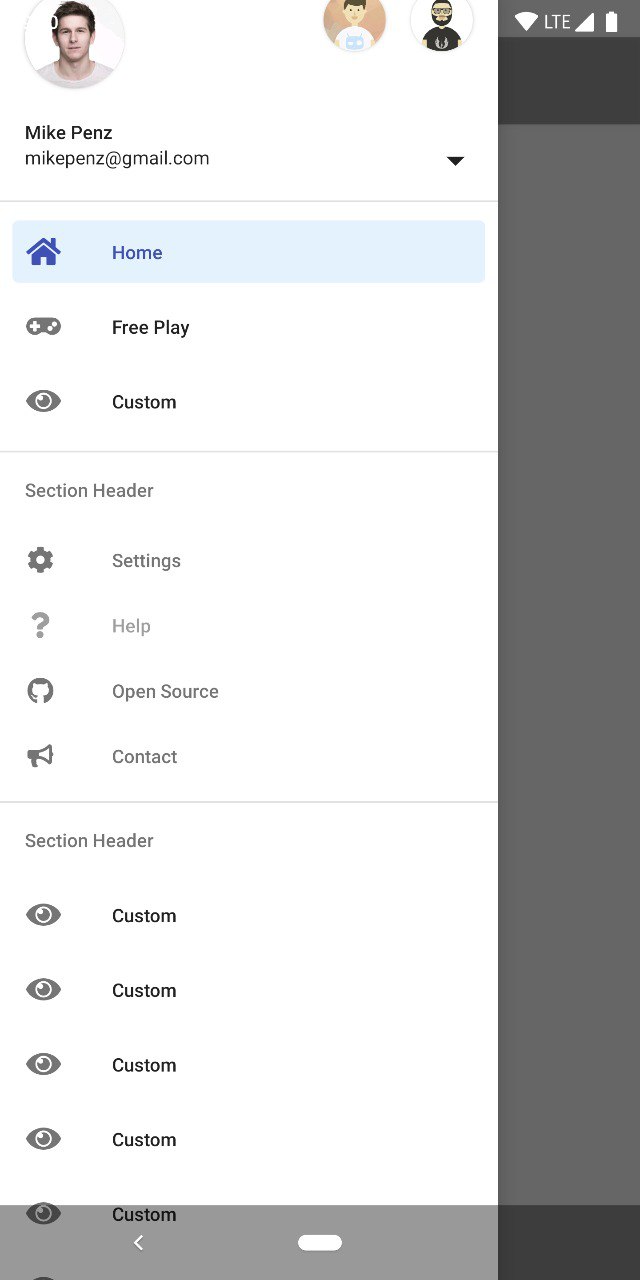 LTE
Mike Penz
mikepenz@gmail.com
Home
Free Play
Custom
Section Header
Settings
Help
Open Source
Contact
Section Header
Custom
Custom
Custom
Custom
Custom